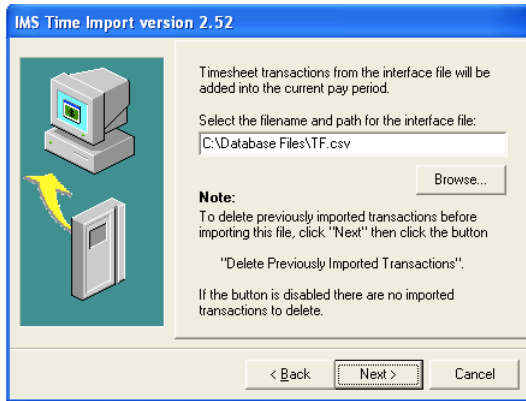 IMS Time Import version 2.52
Timesheet transactions from the interface file will be
added into the current pay period.
Select the filename and path for the interface file:
C:\Database Files\TF.csv
Browse...
Note:
To delete previously imported transactions before
importing this file, click "Next" then click the button
"Delete Previously Imported Transactions".
If the button is disabled there are no imported
transactions to delete.
< Back
Next >
Cancel